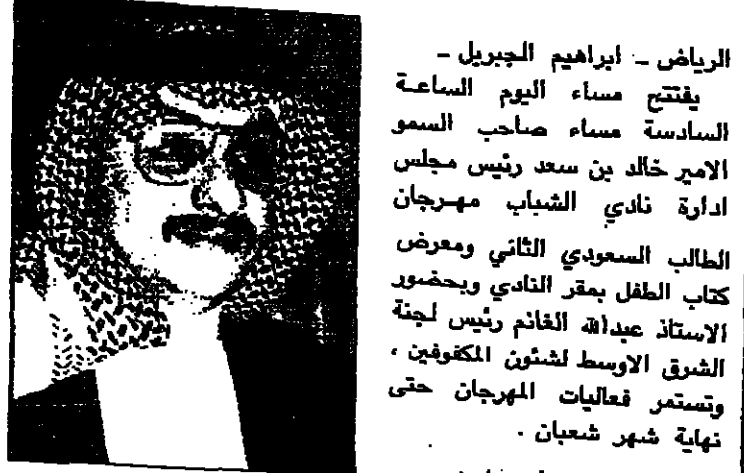 الرياض - ابراهيم الجبريل -
يفتتح مساء اليوم الساعة
السادسة مساء صاحب السمو
الامير خالد بن سعد رئيس مجلس
ادارة نادي الشباب مهرجان
الطالب السعودي الثاني ومعرض
كتاب الطفل بمقر النادي وبحضور
الاستاذ عبدالله الغانم رئيس لجنة
الشرق الاوسط لشئون المكفوفين ،
وتستمر فعاليات المهرجان حتى
نهاية شهر شعبان .